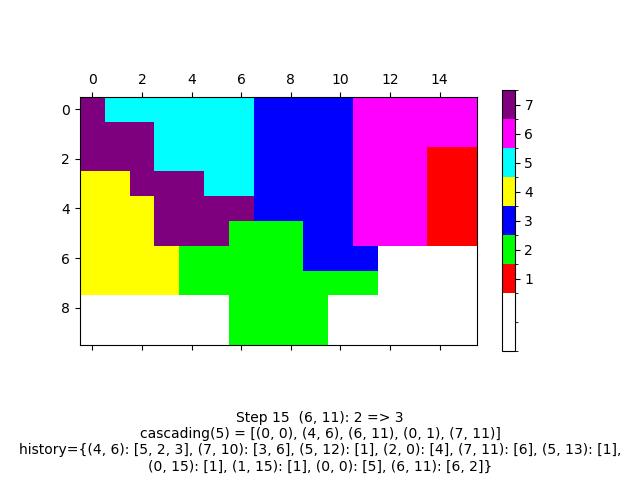 0 2 4 6 8 10 12 14
0
2
4
6
8
7
6
5
4
3
2
1
Step 15  (6, 11): 2 => 3
cascading(5) = [(0, 0), (4, 6), (6, 11), (0, 1), (7, 11)]
history={(4, 6): [5, 2, 3], (7, 10): [3, 6], (5, 12): [1], (2, 0): [4], (7, 11): [6], (5, 13): [1],
(0, 15): [1], (1, 15): [1], (0, 0): [5], (6, 11): [6, 2]}